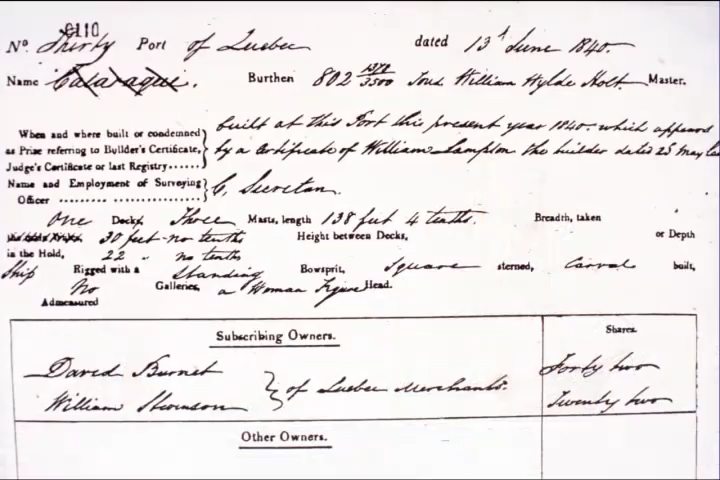 0110
No. Thirty Port of Quebec dated 13th June 1840.
Name Cataraqui. Burthen 802 1372/3500 Tons. William Wylde Holt. Master.
When and where built or condemned as Prize referring to Builder's Certificate, Judge's Certificate or last Registry...... built at this Port this present year 1840. which appears
by a Certificate of William Lampson the builder dated 25 May
Name and Employment of Surveying Officer C. Secretan.
One Decks, Three Masts, length 138 feet 4 tenths. Breadth, taken
30 feet no tenths Height between Decks, or Depth
in the Hold, 22 " no tenths
Ship Rigged with a Standing Bowsprit, Square sterned, Carvel built,
No Galleries, a Woman Figure Head.
Admeasured
Subscribing Owners. Shares.
David Burnet Forty two
William Stevenson } of Quebec Merchants. Twenty two
Other Owners.